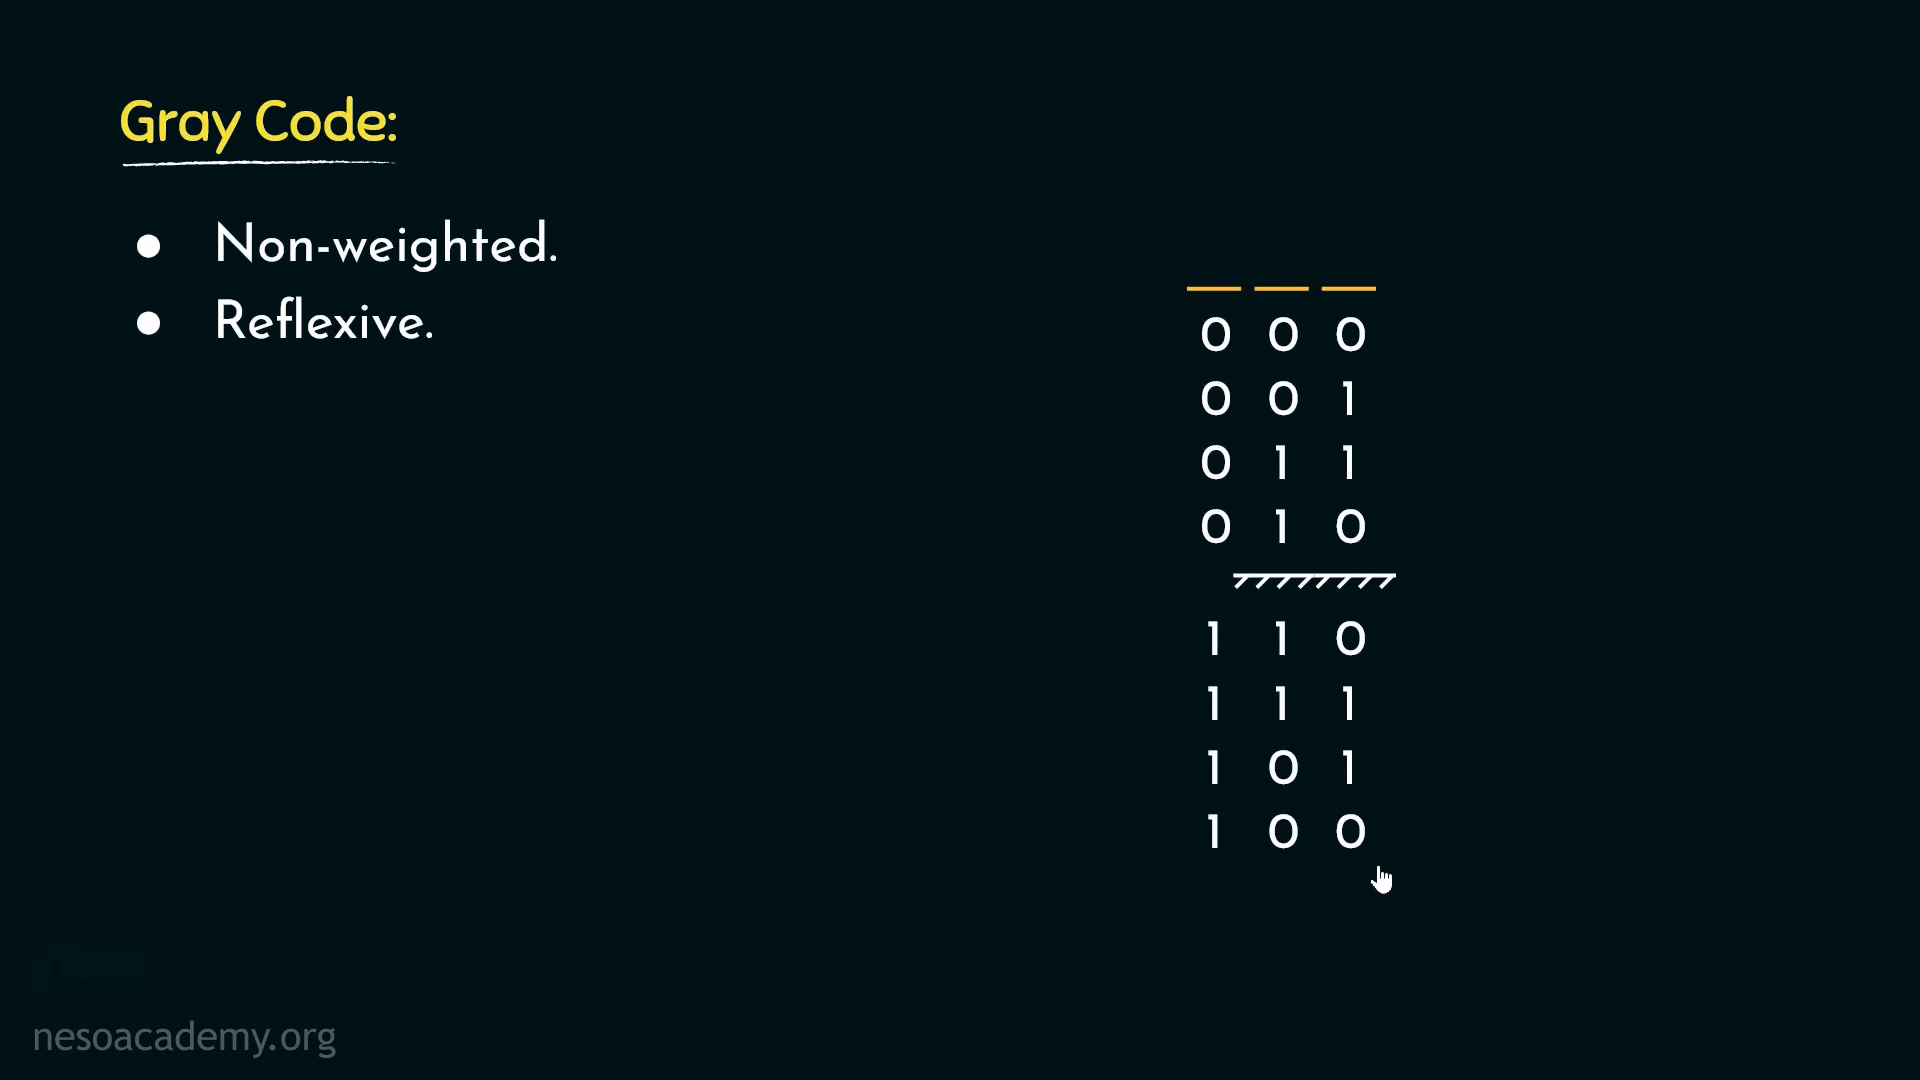 Gray Code:
● Non-weighted.
● Reflexive.
0 0 0
0 0 1
0 1 1
0 1 0
1 1 0
1 1 1
1 0 1
1 0 0
nesoacademy.org